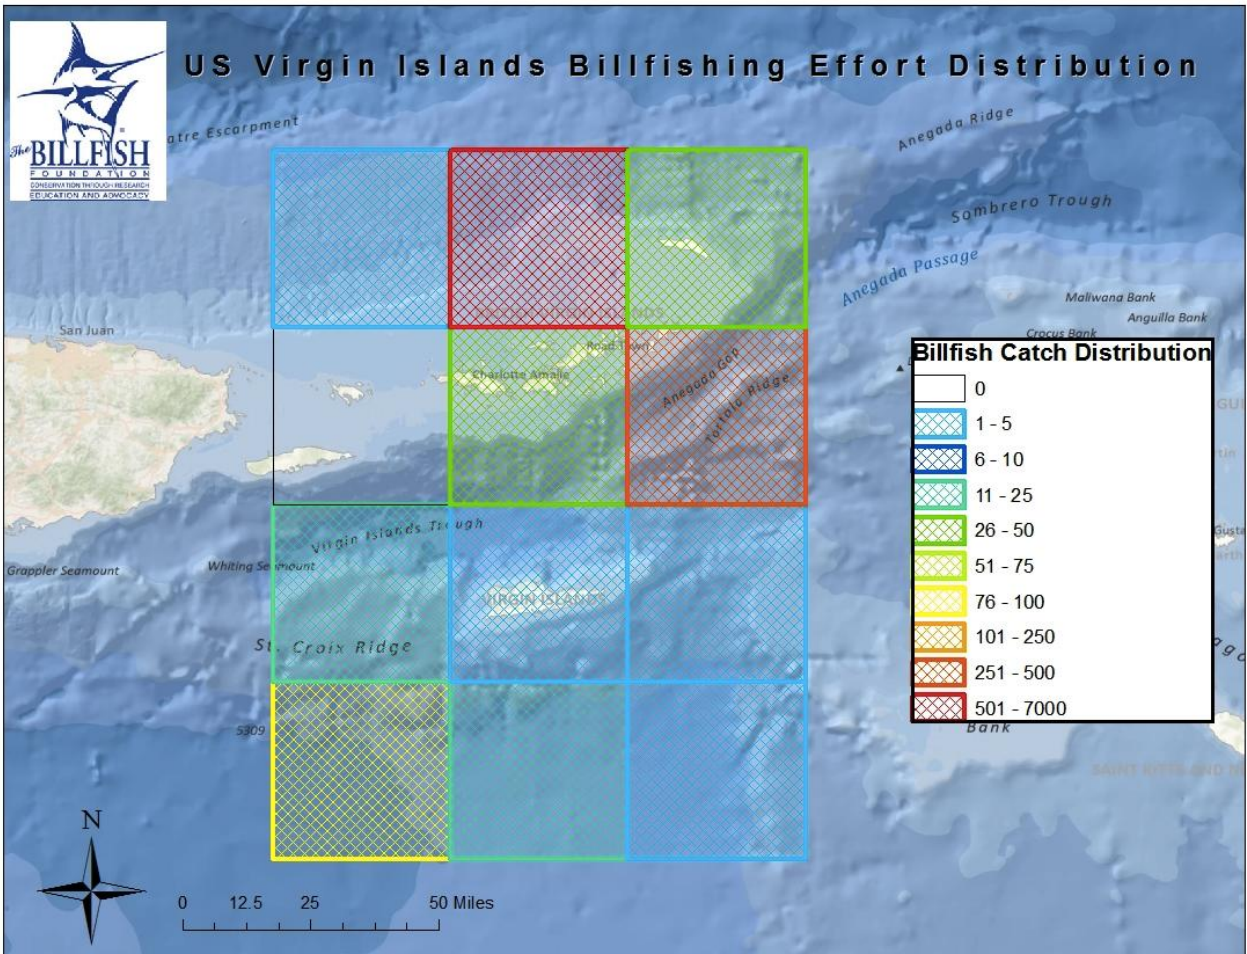 US Virgin Islands Billfishing Effort Distribution
The
BILLFISH
FOUNDATION
CONSERVATION THROUGH RESEARCH
EDUCATION AND ADVOCACY
Escarpment
Anegada Ridge
Sombrero Trough
Anegada Passage
Maliwana Bank
Anguilla Bank
Crocus Bank
San Juan
Road Town
Charlotte Amalie
Anegada Gap
Tortola Ridge
Billfish Catch Distribution
0
1 - 5
6 - 10
11 - 25
26 - 50
51 - 75
76 - 100
101 - 250
251 - 500
501 - 7000
Virgin Islands Trough
Grappler Seamount
Whiting Seamount
VIRGIN ISLANDS
St. Croix Ridge
5309
Bank
SAINT KITTS AND
N
0 12.5 25 50 Miles